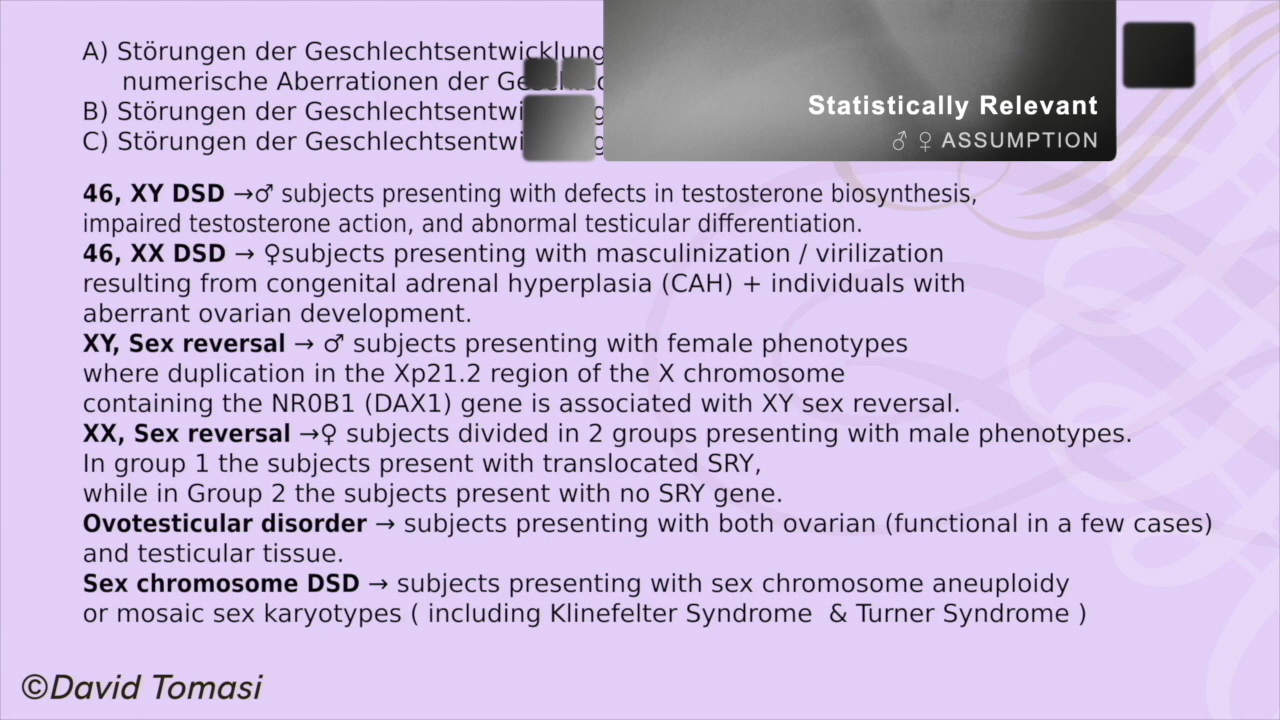 A) Störungen der Geschlechtsentwicklung
numerische Aberrationen der
B) Störungen der
C) Störungen der
Statistically Relevant
♂ ♀ ASSUMPTION
46, XY DSD →♂ subjects presenting with defects in testosterone biosynthesis,
impaired testosterone action, and abnormal testicular differentiation.
46, XX DSD → ♀subjects presenting with masculinization / virilization
resulting from congenital adrenal hyperplasia (CAH) + individuals with
aberrant ovarian development.
XY, Sex reversal → ♂ subjects presenting with female phenotypes
where duplication in the Xp21.2 region of the X chromosome
containing the NR0B1 (DAX1) gene is associated with XY sex reversal.
XX, Sex reversal →♀ subjects divided in 2 groups presenting with male phenotypes.
In group 1 the subjects present with translocated SRY,
while in Group 2 the subjects present with no SRY gene.
Ovotesticular disorder → subjects presenting with both ovarian (functional in a few cases)
and testicular tissue.
Sex chromosome DSD → subjects presenting with sex chromosome aneuploidy
or mosaic sex karyotypes ( including Klinefelter Syndrome & Turner Syndrome )
©David Tomasi